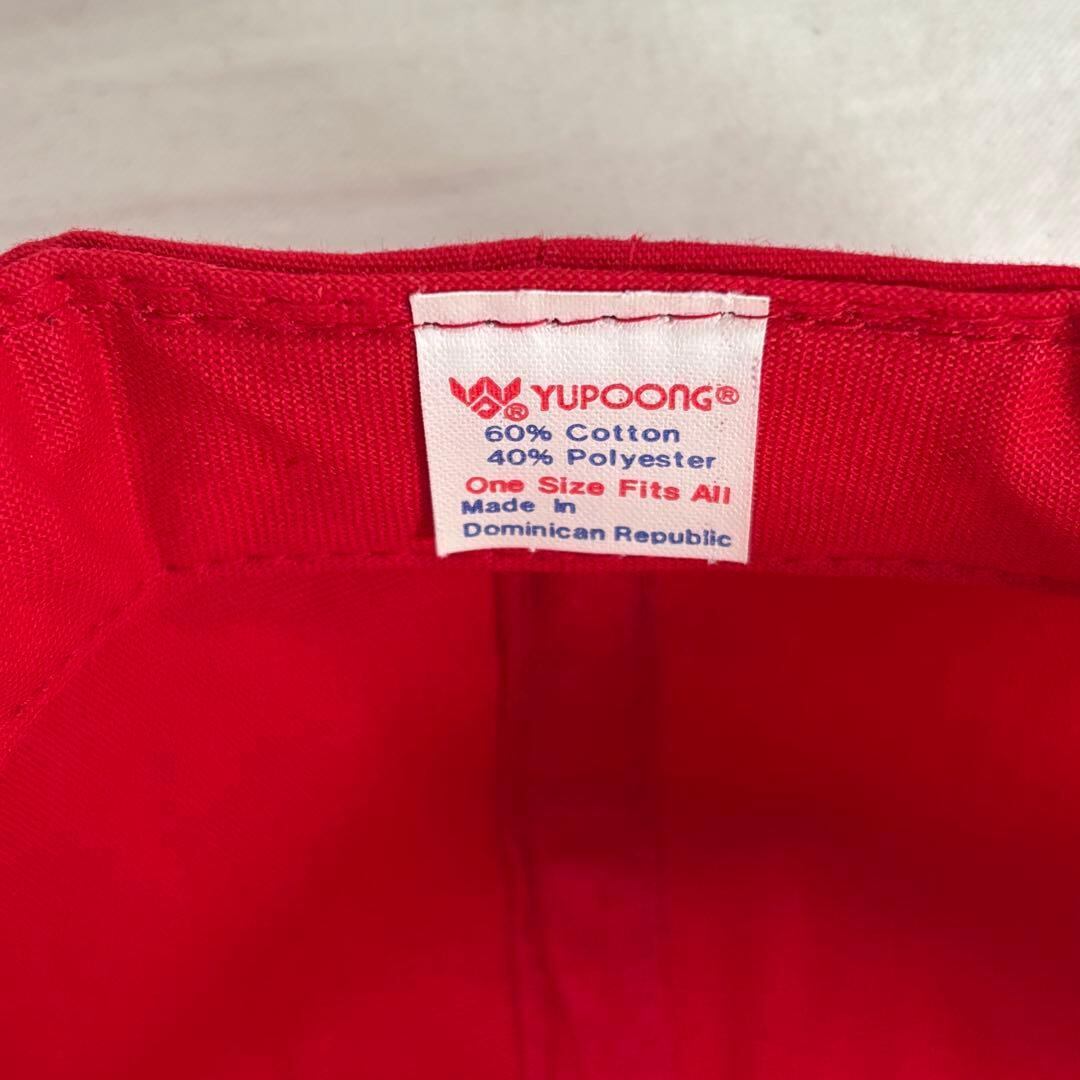 YUPOONG®
®
60% Cotton
40% Polyester
One Size Fits All
Made In
Dominican Republic